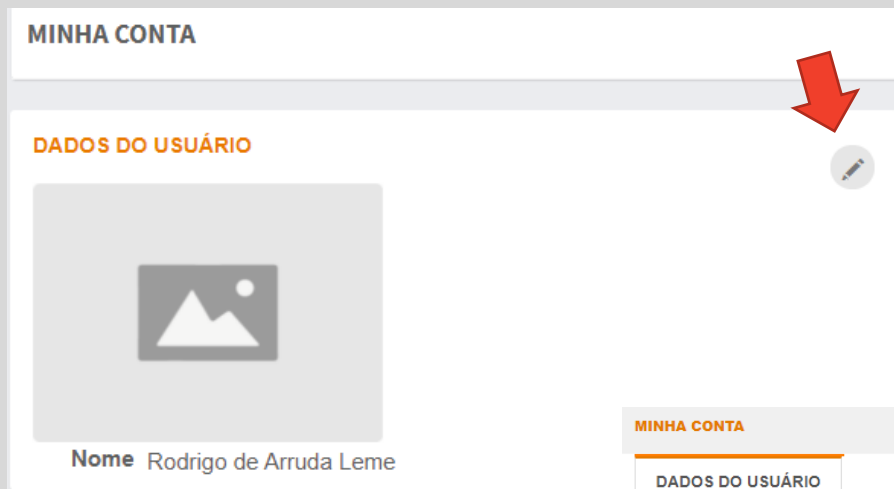 MINHA CONTA
DADOS DO USUÁRIO
Nome Rodrigo de Arruda Leme
MINHA CONTA
DADOS DO USUÁRIO